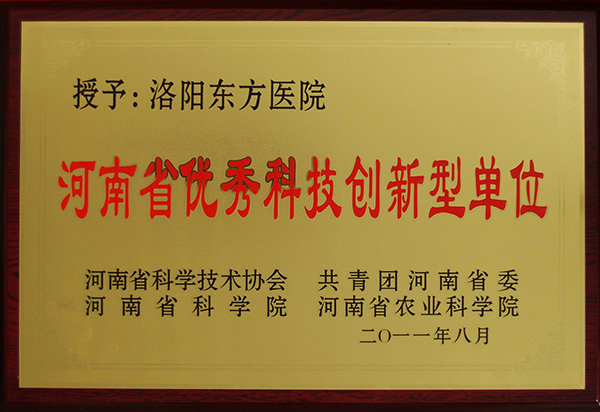 授予：洛阳东方医院
河南省优秀科技创新型单位
河南省科学技术协会 共青团河南省委
河南省科学院 河南省农业科学院
二〇一一年八月